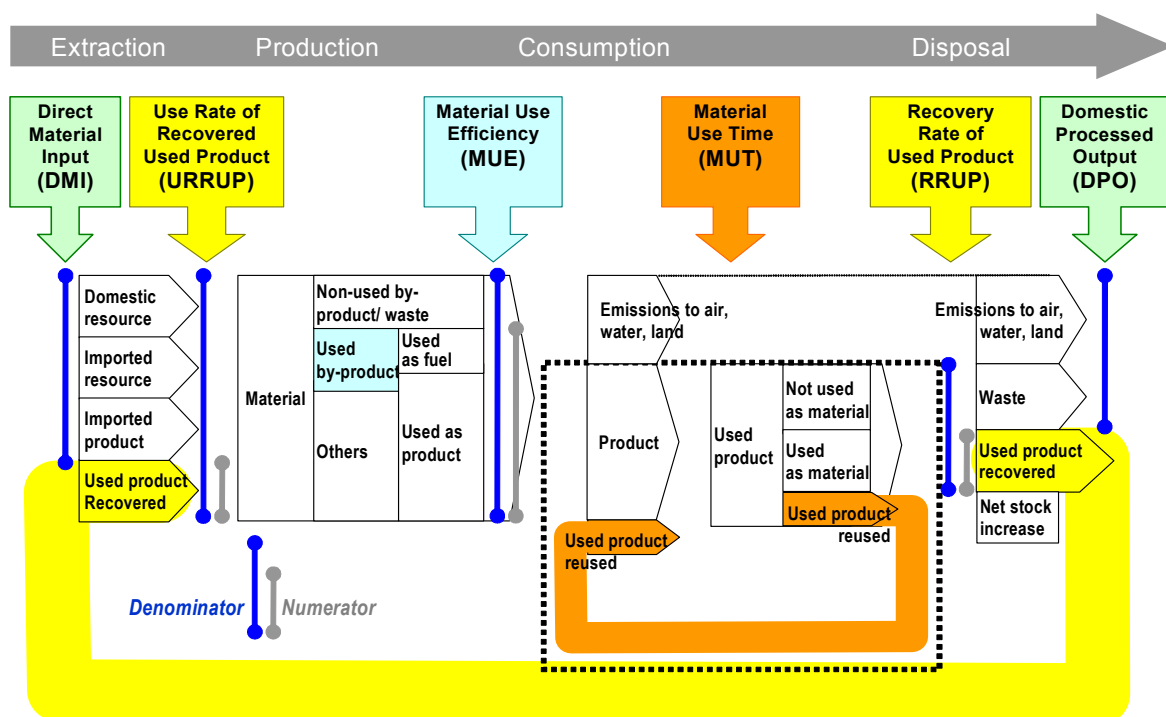 Extraction
Production
Consumption
Disposal
Direct
Material
Input
(DMI)
Use Rate of
Recovered
Used Product
(URRUP)
Material Use
Efficiency
(MUE)
Material
Use Time
(MUT)
Recovery
Rate of
Used Product
(RRUP)
Domestic
Processed
Output
(DPO)
Domestic
resource
Imported
resource
Imported
product
Used product
Recovered
Material
Non-used by-
product/ waste
Used
by-product
Used
as fuel
Others
Used as
product
Emissions to air,
water, land
Product
Used product
reused
Used
product
Not used
as material
Used
as material
Used product
reused
Emissions to air,
water, land
Waste
Used product
recovered
Net stock
increase
Denominator
Numerator